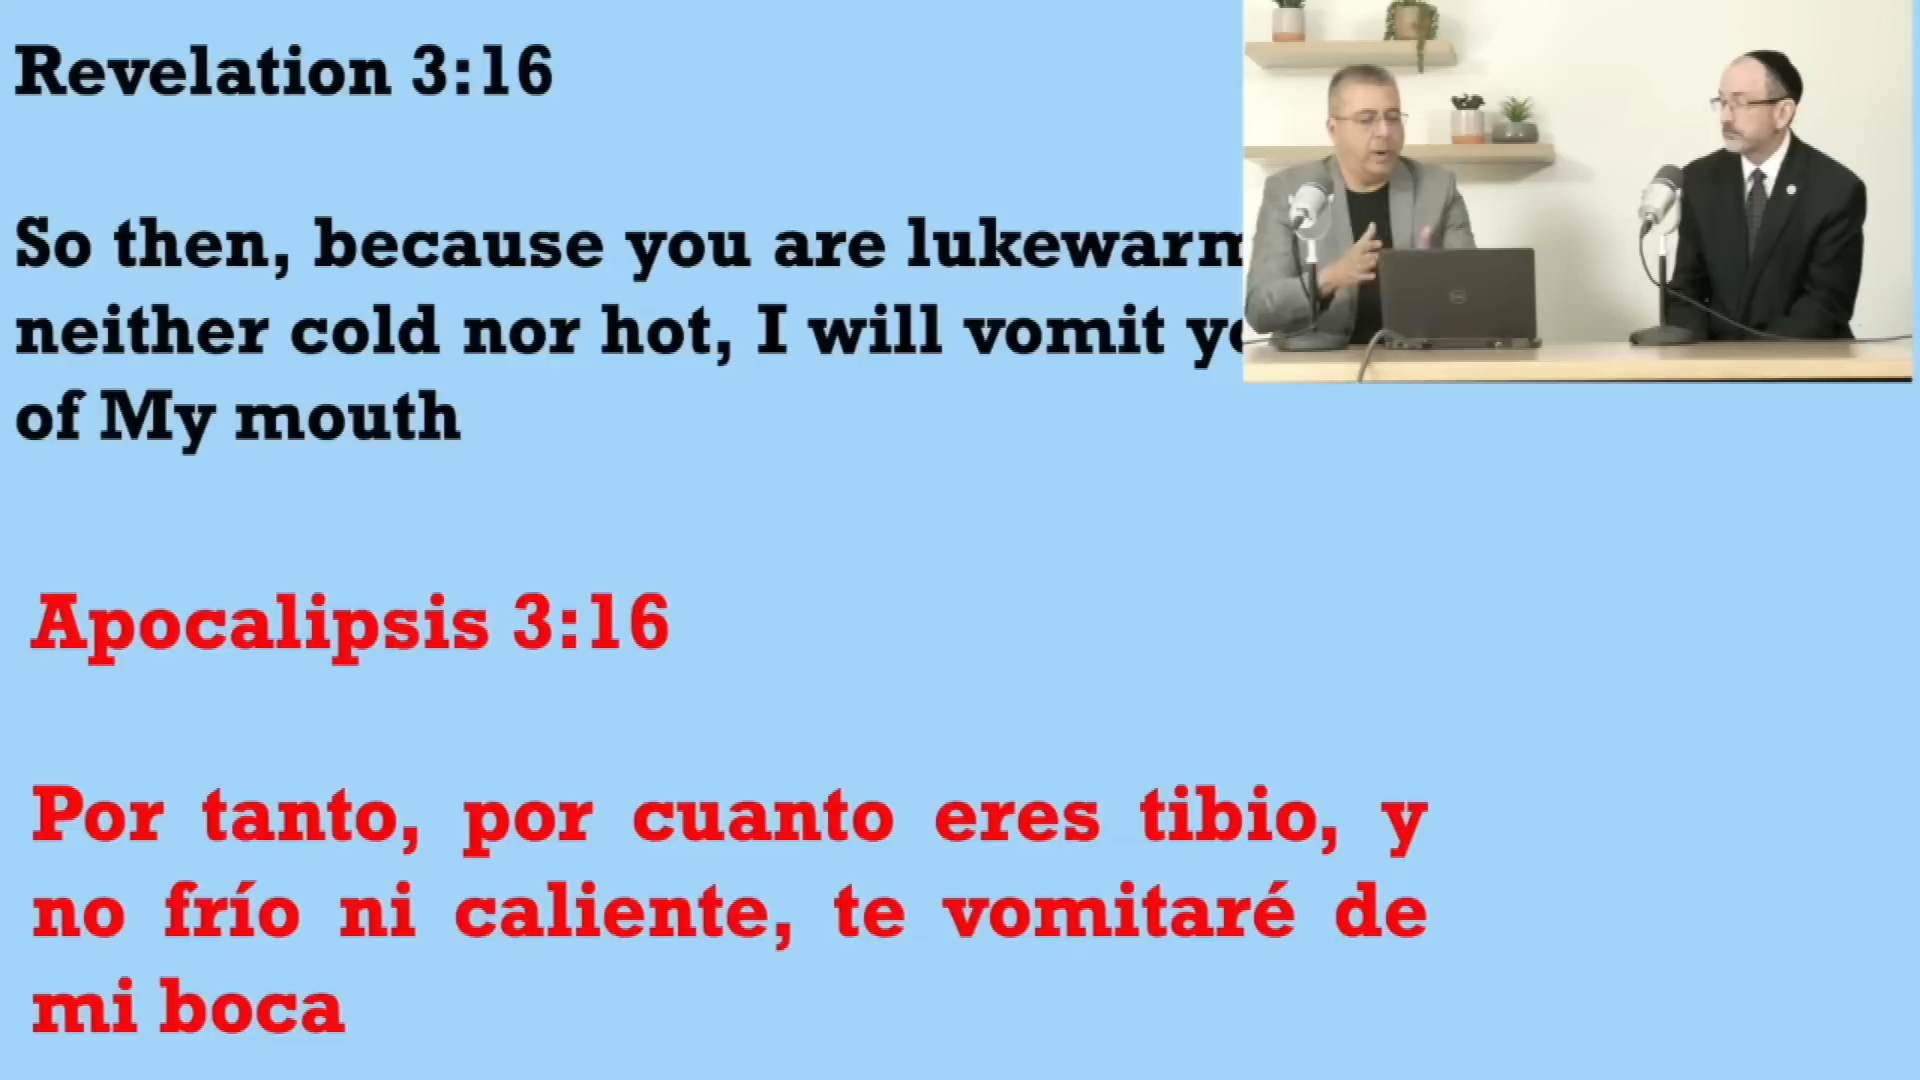 Revelation 3:16
So then, because you are lukewarm
neither cold nor hot, I will vomit
of My mouth
Apocalipsis 3:16
Por tanto, por cuanto eres tibio, y
no frío ni caliente, te vomitaré de
mi boca